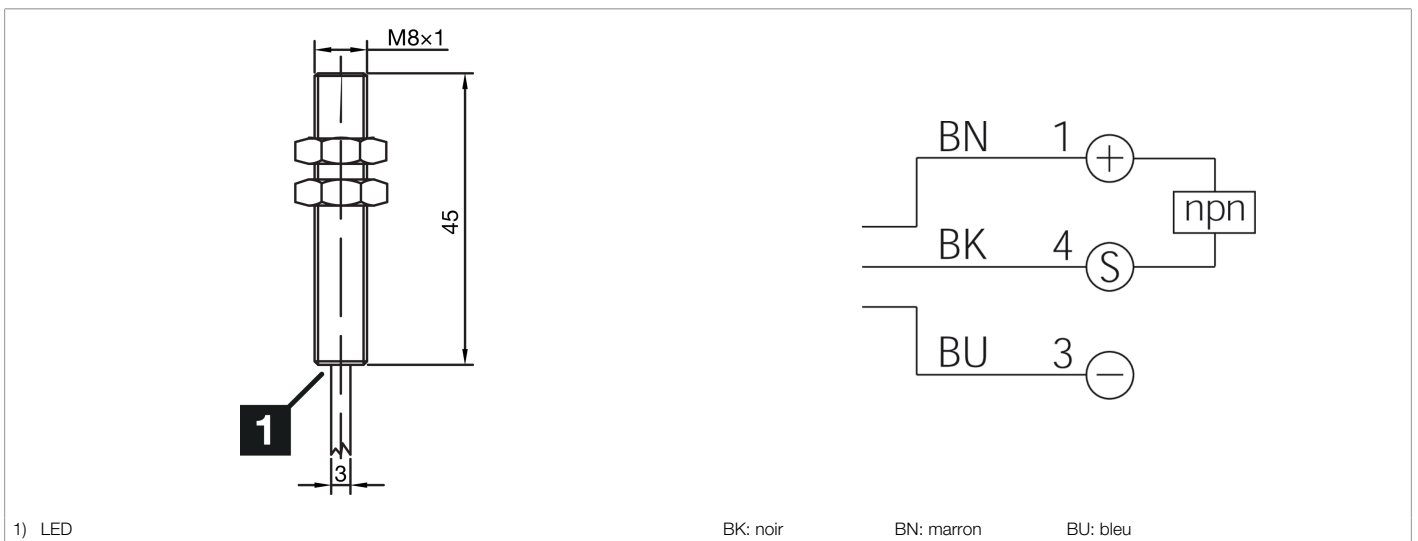 M8×1
45
1
3
BN 1 +
npn
BK 4 S
BU 3 −
1) LED
BK: noir BN: marron BU: bleu